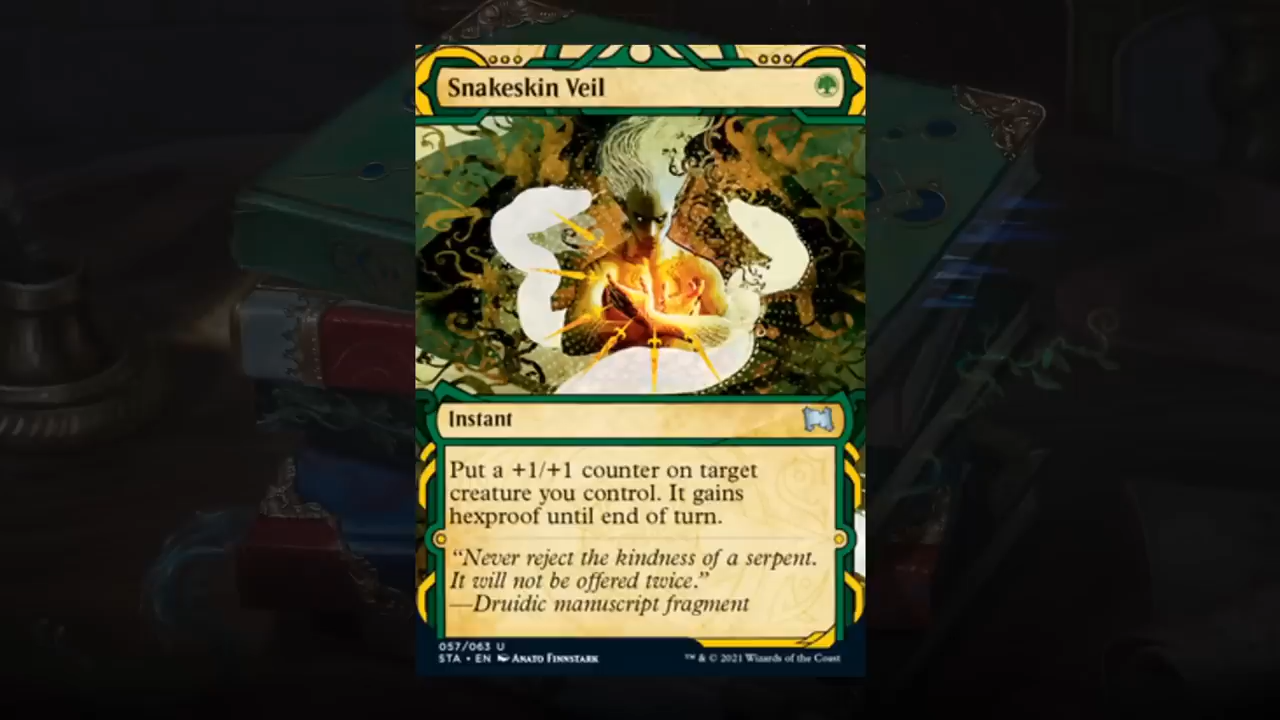 Snakeskin Veil
Instant
Put a +1/+1 counter on target
creature you control. It gains
hexproof until end of turn.
“Never reject the kindness of a serpent.
It will not be offered twice.”
—Druidic manuscript fragment
057/063 U
STA • EN Anato Finnstark
™ & © 2021 Wizards of the Coast